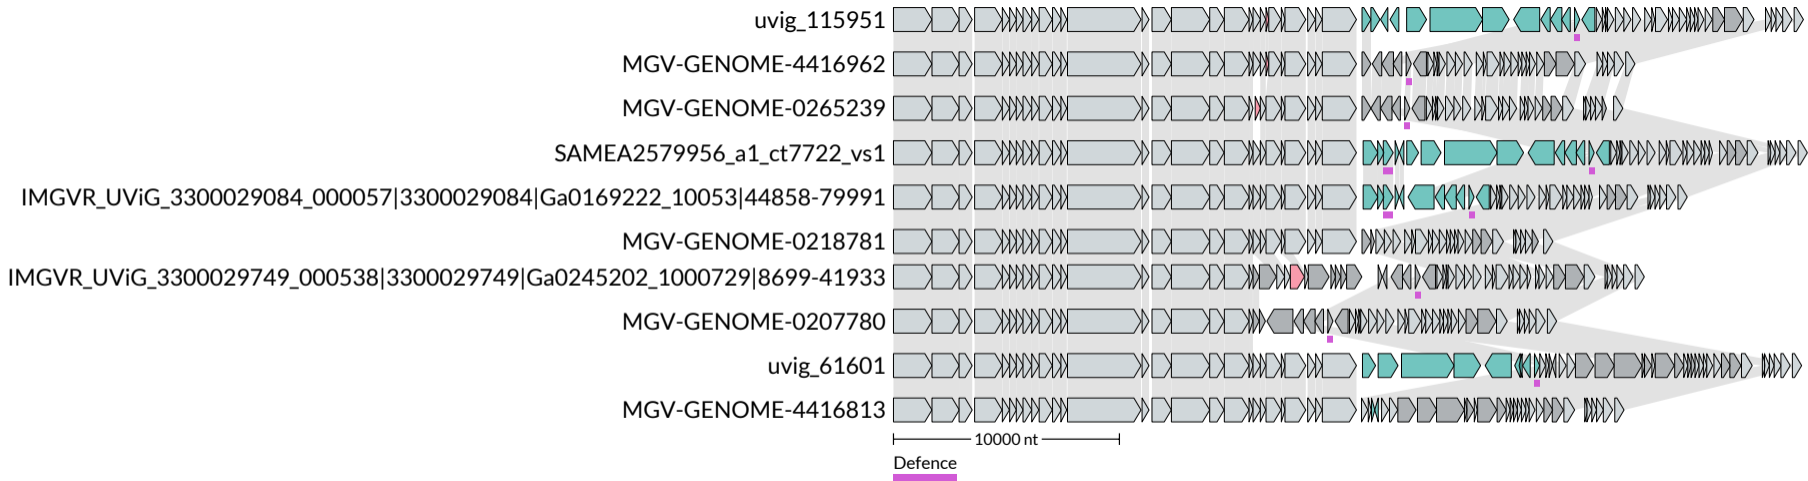 uvig_115951
MGV-GENOME-4416962
MGV-GENOME-0265239
SAMEA2579956_a1_ct7722_vs1
IMGVR_UViG_3300029084_000057|3300029084|Ga0169222_10053|44858-79991
MGV-GENOME-0218781
IMGVR_UViG_3300029749_000538|3300029749|Ga0245202_1000729|8699-41933
MGV-GENOME-0207780
uvig_61601
MGV-GENOME-4416813
10000 nt
Defence